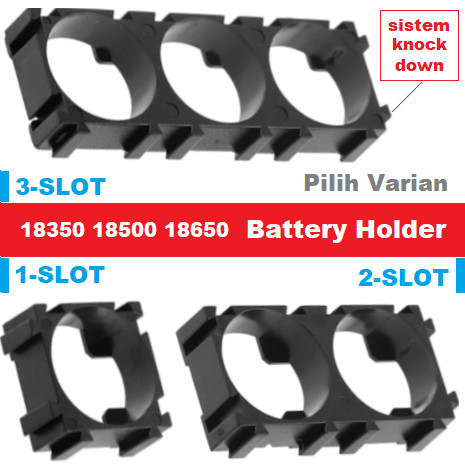 sistem
knock
down
3-SLOT
Pilih Varian
18350 18500 18650 Battery Holder
1-SLOT
2-SLOT